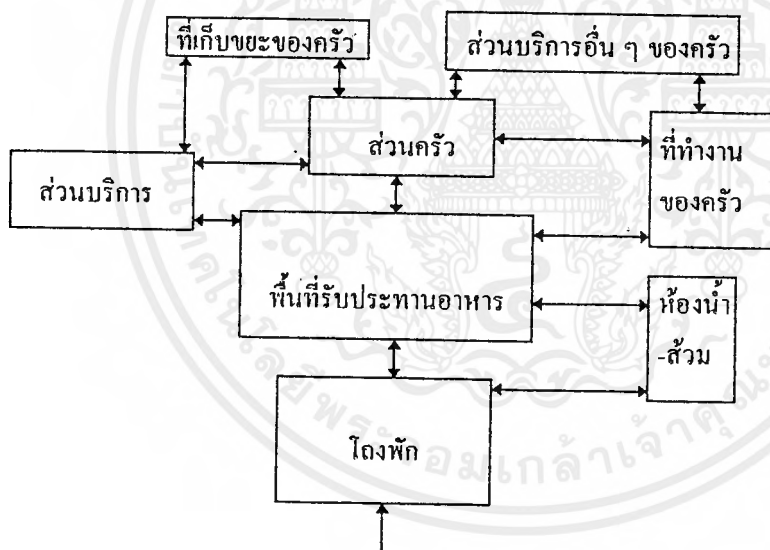 ที่เก็บขยะของครัว
ส่วนบริการอื่น ๆ ของครัว
ส่วนครัว
ที่ทำงาน
ของครัว
ส่วนบริการ
พื้นที่รับประทานอาหาร
ห้องน้ำ
-ส้วม
โถงพัก